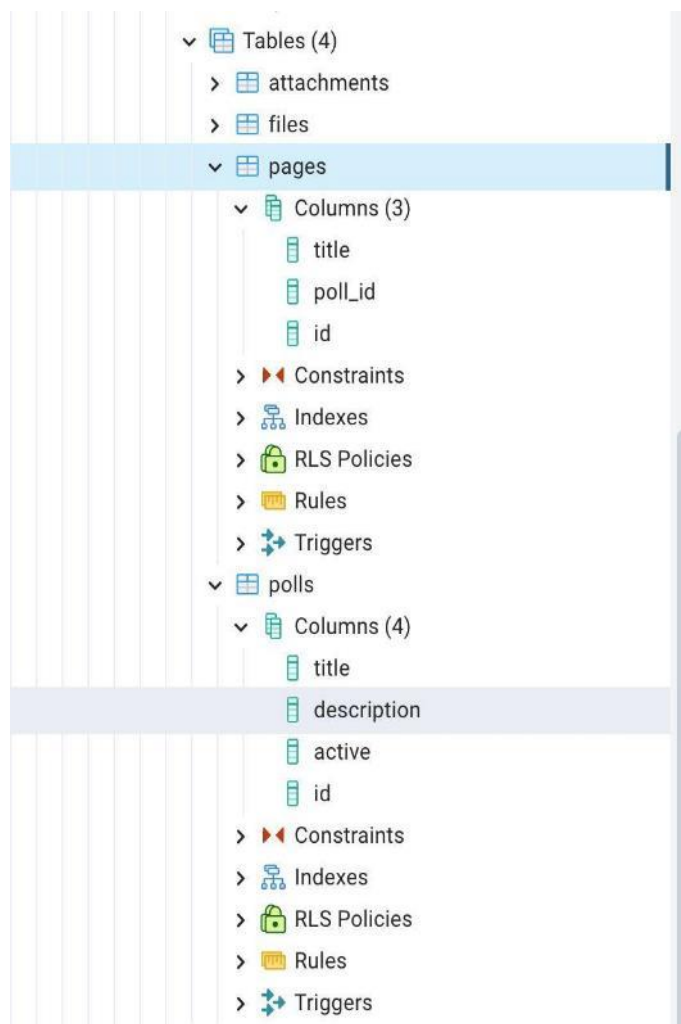 Tables (4)
attachments
files
pages
Columns (3)
title
poll_id
id
Constraints
Indexes
RLS Policies
Rules
Triggers
polls
Columns (4)
title
description
active
id
Constraints
Indexes
RLS Policies
Rules
Triggers